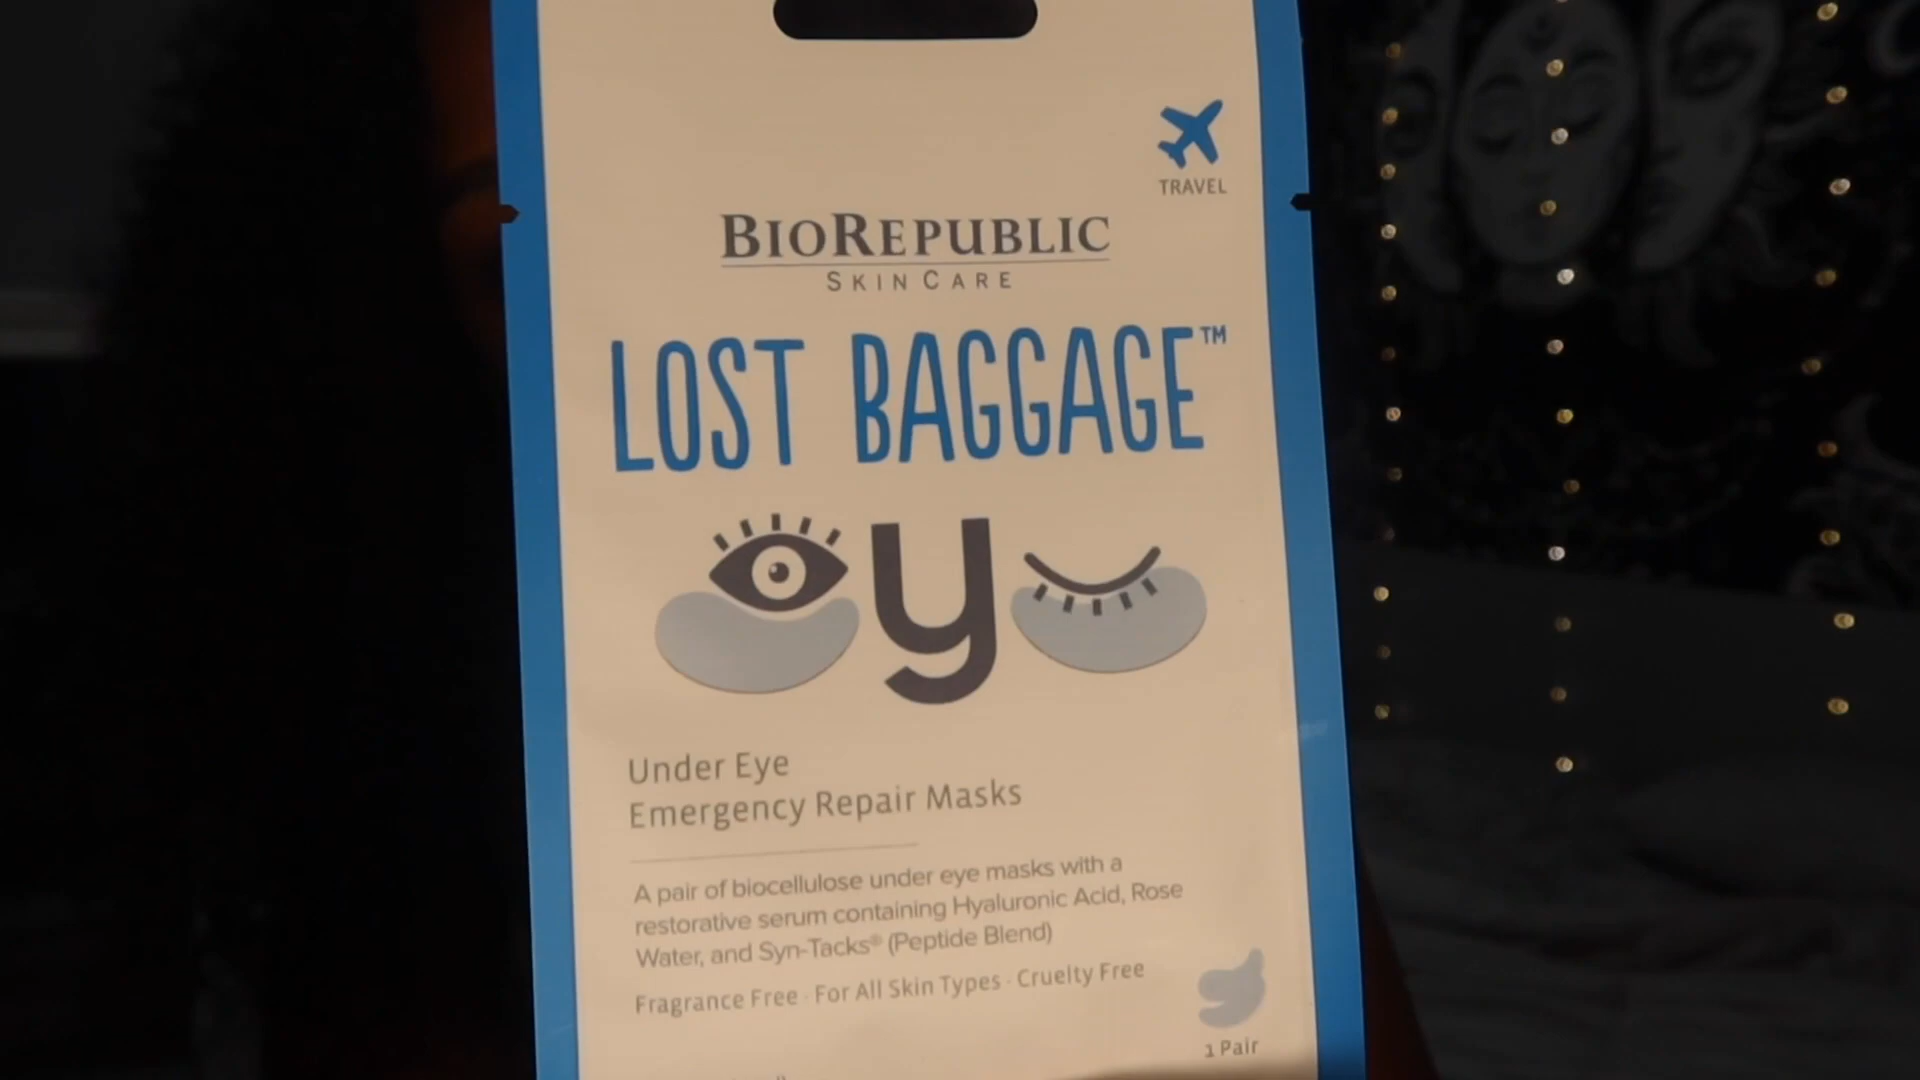 TRAVEL
BIOREPUBLIC
SKINCARE
LOST BAGGAGE™
y
Under Eye
Emergency Repair Masks
A pair of biocellulose under eye masks with a
restorative serum containing Hyaluronic Acid, Rose
Water, and Syn-Tacks® (Peptide Blend)
Fragrance Free · For All Skin Types · Cruelty Free
1 Pair